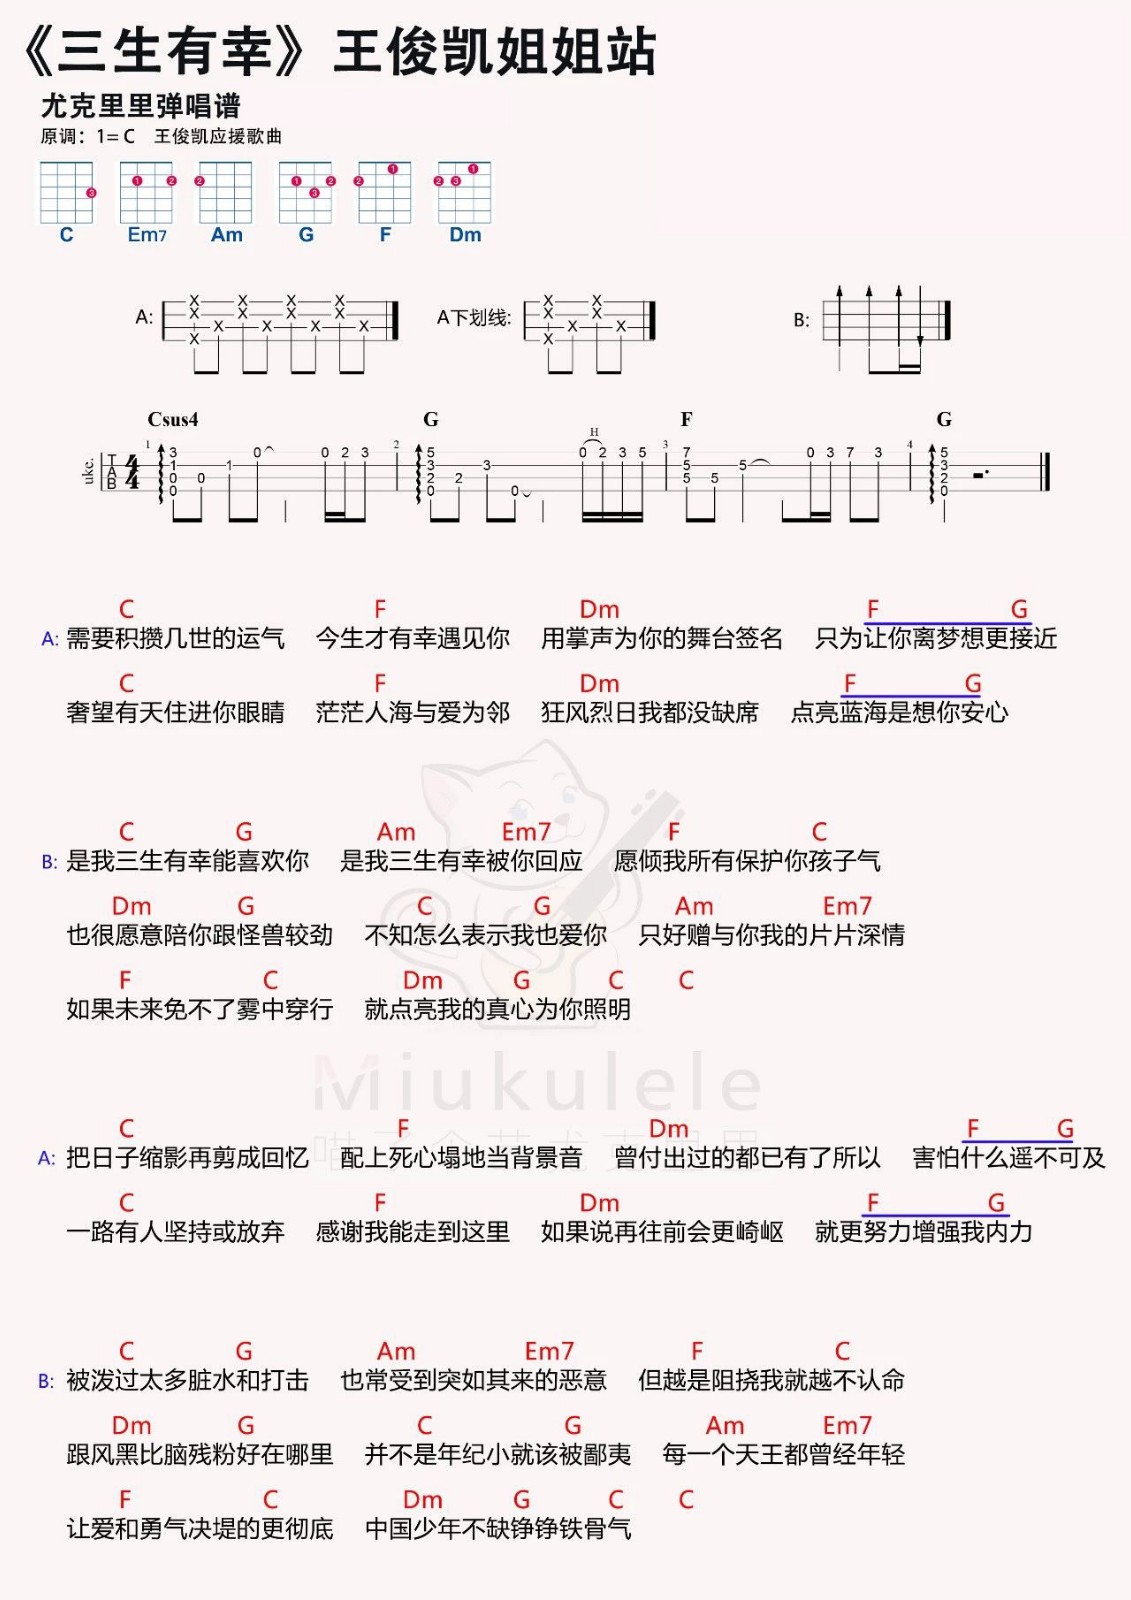 《三生有幸》王俊凯姐姐站
尤克里里弹唱谱
原调：1=C 王俊凯应援歌曲
3 1 2 2 1 2 3 2 1 2 3 1
C Em7 Am G F Dm
A: A下划线: B:
X X X X X X
X X X X X X
X X X X X X
X X
Csus4 G F G
H
1 2 3 4
uke. T A B 4 4
3 0 0 2 3 5 0 2 3 5 7 0 3 7 3 5
1 1 3 3 5 5 3
0 0 2 2 5 5 2
0 0 0 0
C F Dm F G
A: 需要积攒几世的运气 今生才有幸遇见你 用掌声为你的舞台签名 只为让你离梦想更接近
C F Dm F G
奢望有天住进你眼睛 茫茫人海与爱为邻 狂风烈日我都没缺席 点亮蓝海是想你安心
C G Am Em7 F C
B: 是我三生有幸能喜欢你 是我三生有幸被你回应 愿倾我所有保护你孩子气
Dm G C G Am Em7
也很愿意陪你跟怪兽较劲 不知怎么表示我也爱你 只好赠与你我的片片深情
F C Dm G C C
如果未来免不了雾中穿行 就点亮我的真心为你照明
Miukulele
喵了个艺尤克里里
C F Dm F G
A: 把日子缩影再剪成回忆 配上死心塌地当背景音 曾付出过的都已有了所以 害怕什么遥不可及
C F Dm F G
一路有人坚持或放弃 感谢我能走到这里 如果说再往前会更崎岖 就更努力增强我内力
C G Am Em7 F C
B: 被泼过太多脏水和打击 也常受到突如其来的恶意 但越是阻挠我就越不认命
Dm G C G Am Em7
跟风黑比脑残粉好在哪里 并不是年纪小就该被鄙夷 每一个天王都曾经年轻
F C Dm G C C
让爱和勇气决堤的更彻底 中国少年不缺铮铮铁骨气